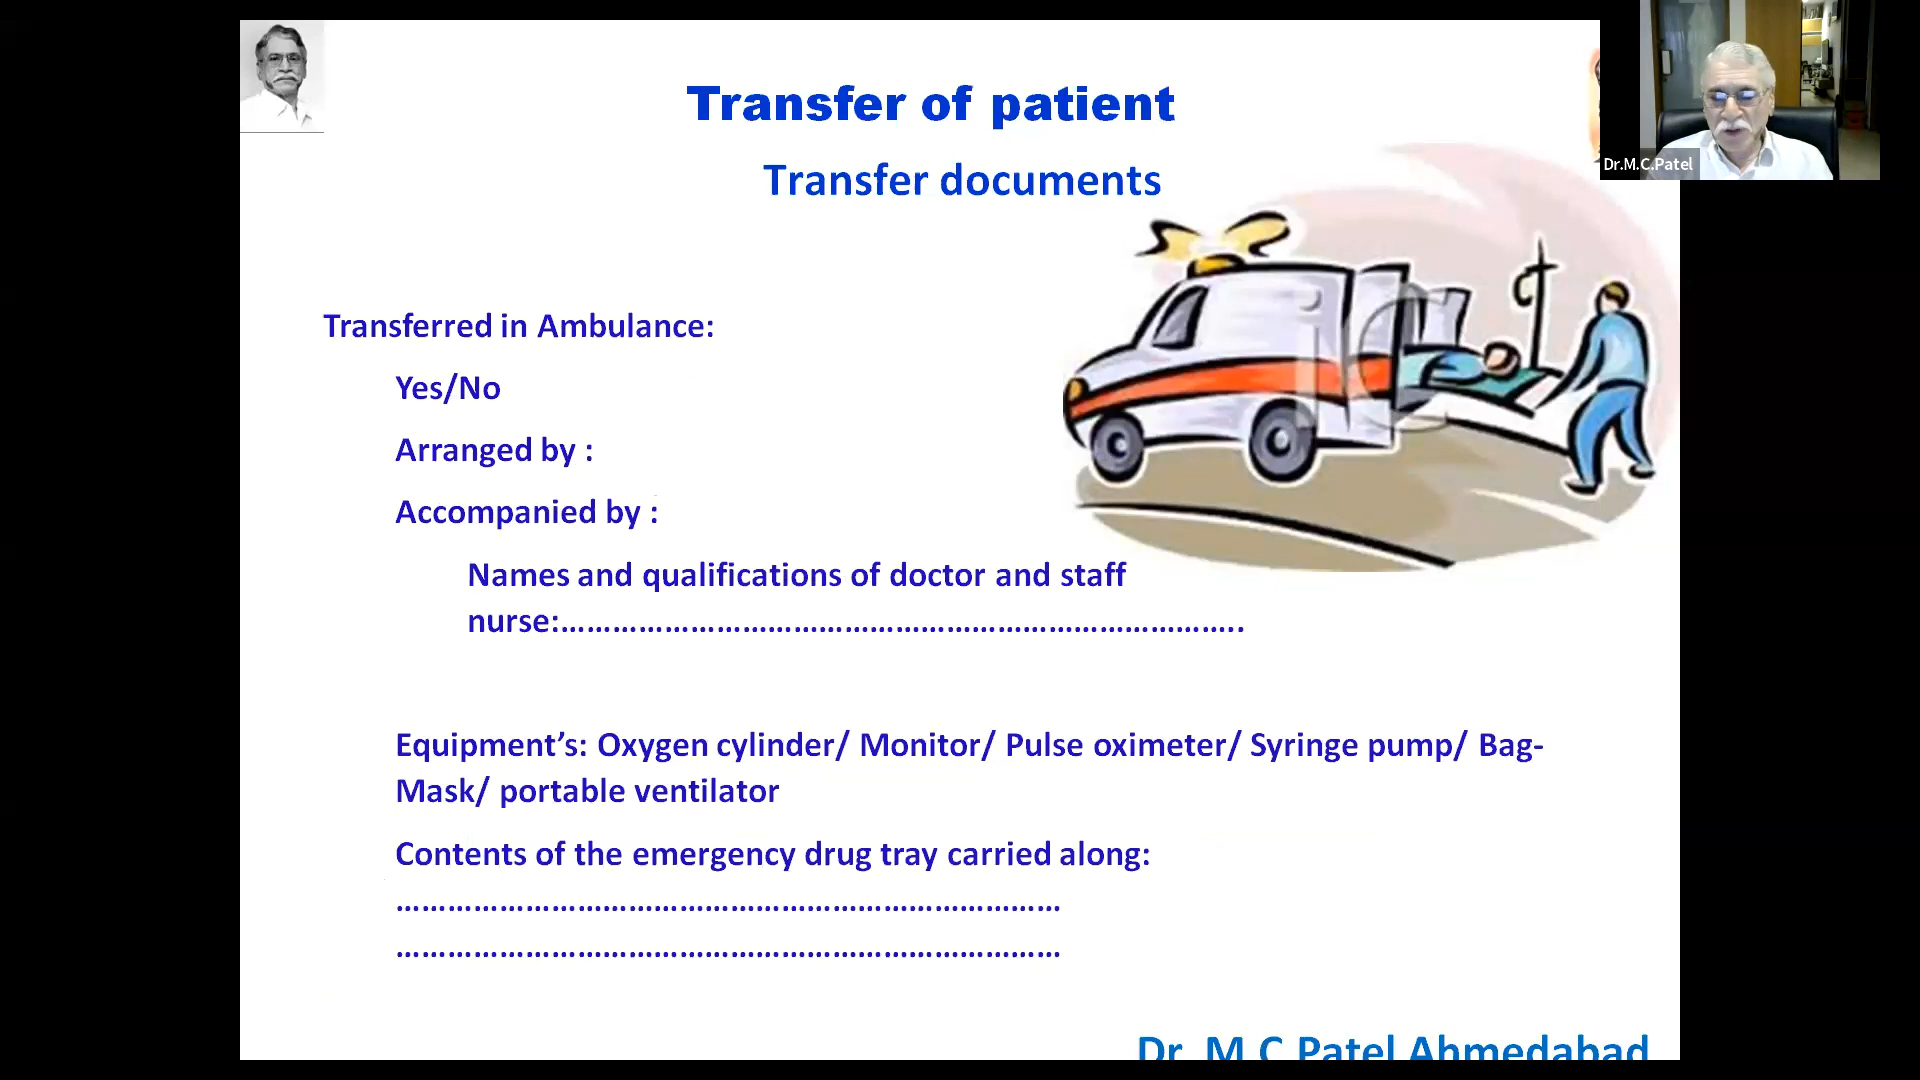 Transfer of patient
Dr.M.C.Patel
Transfer documents
Transferred in Ambulance:
Yes/No
Arranged by :
Accompanied by :
Names and qualifications of doctor and staff
nurse:…………………………………………………………………..
Equipment’s: Oxygen cylinder/ Monitor/ Pulse oximeter/ Syringe pump/ Bag-
Mask/ portable ventilator
Contents of the emergency drug tray carried along:
…………………………………………………………………
…………………………………………………………………
Dr. M C Patel Ahmedabad